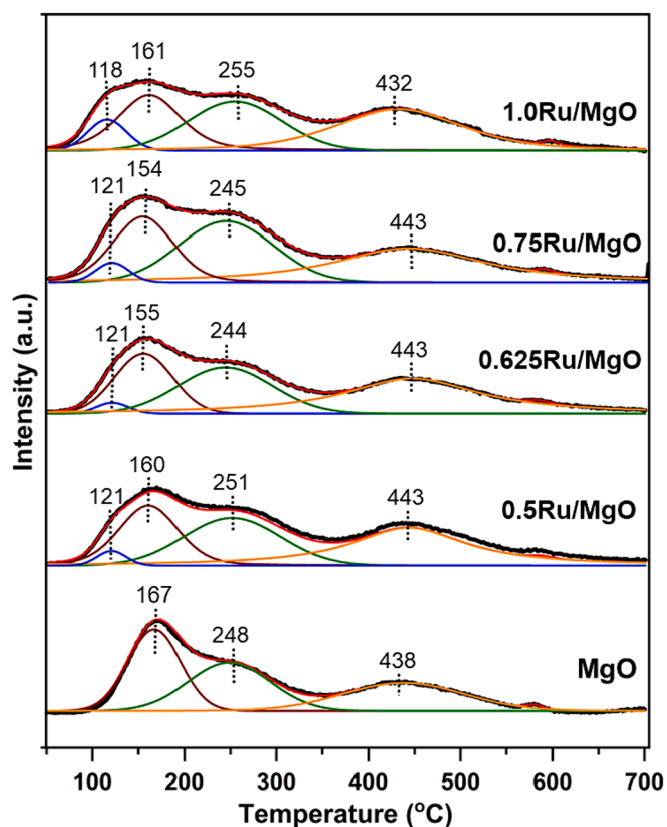 118 161 255 432
1.0Ru/MgO
121 154 245 443
0.75Ru/MgO
121 155 244 443
0.625Ru/MgO
121 160 251 443
0.5Ru/MgO
167 248 438
MgO
Intensity (a.u.)
100 200 300 400 500 600 700
Temperature (°C)